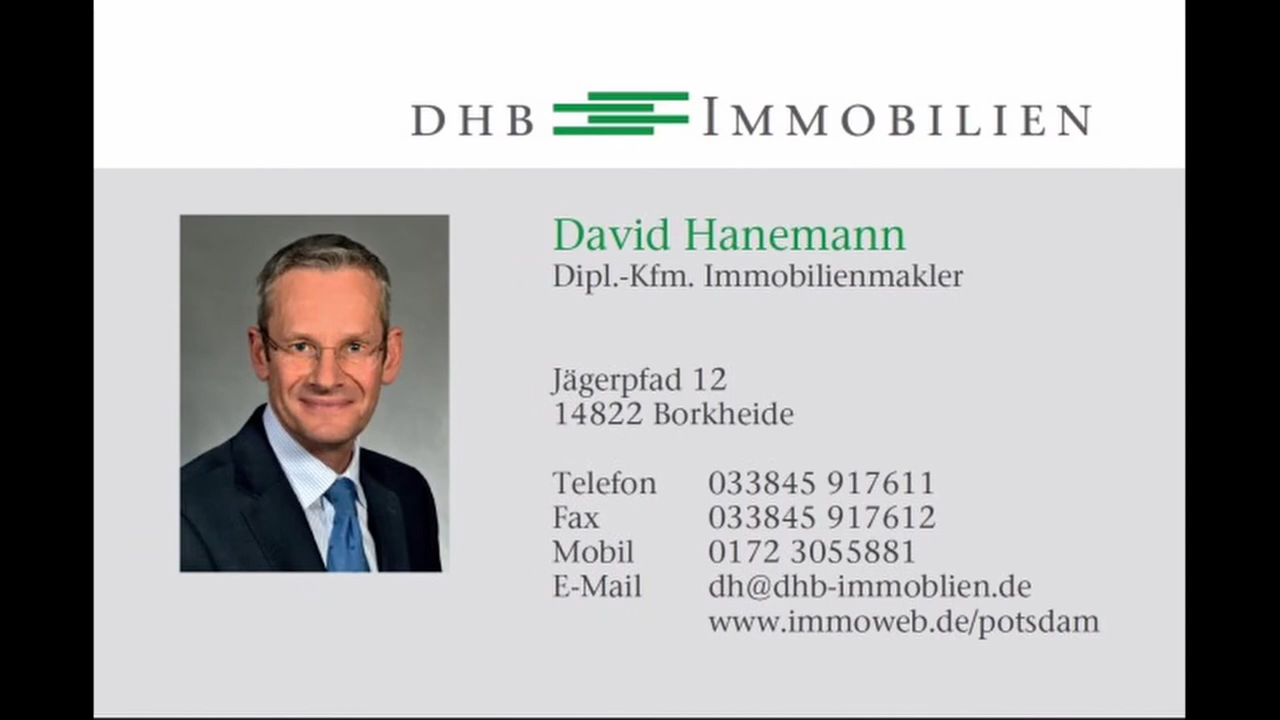 DHB IMMOBILIEN
David Hanemann
Dipl.-Kfm. Immobilienmakler
Jägerpfad 12
14822 Borkheide
Telefon 033845 917611
Fax 033845 917612
Mobil 0172 3055881
E-Mail dh@dhb-immoblien.de
www.immoweb.de/potsdam